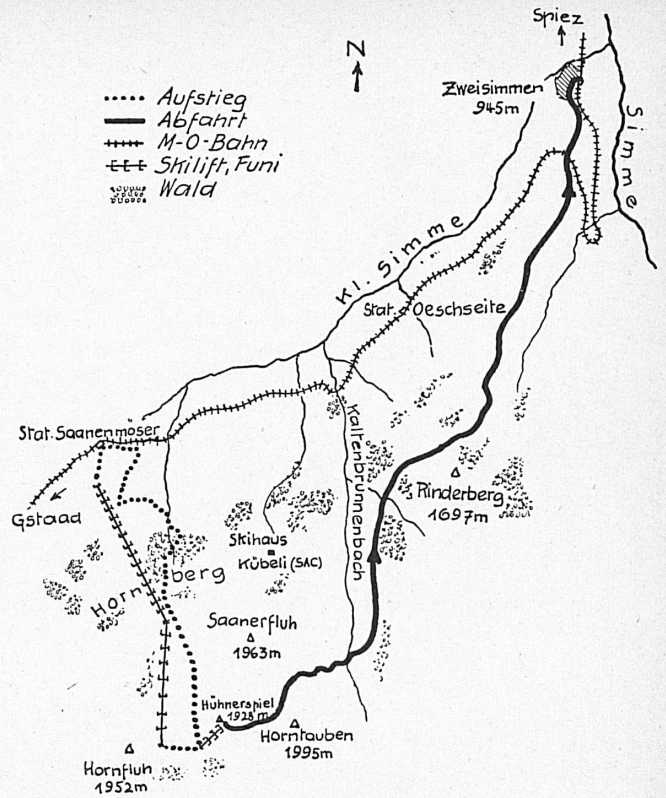 Spiez
N
Zweisimmen
945m
Simme
Aufstieg
Abfahrt
M-O-Bahn
Skilift, Funi
Wald
Kl. Simme
Stat. Oeschseite
Stat. Saanenmöser
Gstaad
Kaltenbrunnenbach
Rinderberg
1697m
Skihaus
Kübeli (SAC)
Hornberg
Saanerfluh
1963m
Hühnerspiel
1928m
Horntauben
1995m
Hornfluh
1952m